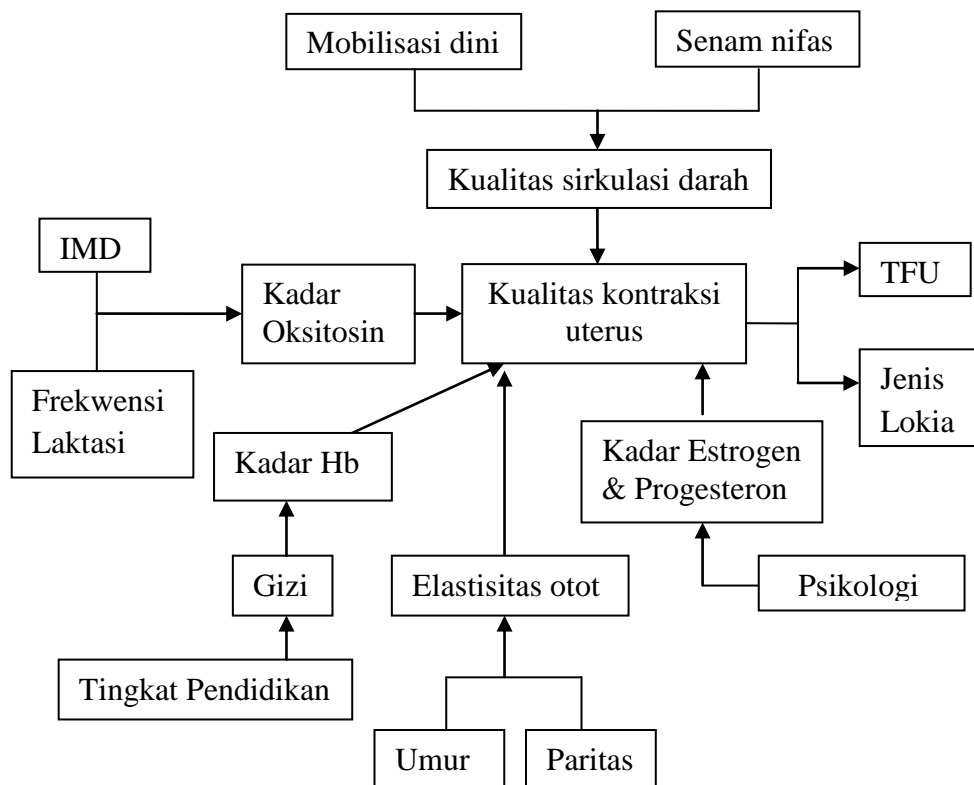 Mobilisasi dini
Senam nifas
Kualitas sirkulasi darah
IMD
Kadar
Oksitosin
Kualitas kontraksi
uterus
TFU
Frekwensi
Laktasi
Jenis
Lokia
Kadar Hb
Kadar Estrogen
& Progesteron
Gizi
Elastisitas otot
Psikologi
Tingkat Pendidikan
Umur
Paritas